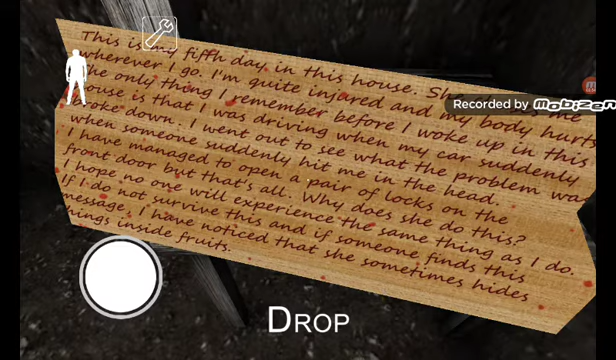 This is my fifth day in this house. She me
wherever I go. I'm quite injured and my body hurts
The only thing I remember before I woke up in this
house is that I was driving when my car suddenly
broke down. I went out to see what the problem was
when someone suddenly hit me in the head.
I have managed to open a pair of locks on the
front door but that's all. Why does she do this?
I hope no one will experience the same thing as I do.
If I do not survive this and if someone finds this
message, I have noticed that she sometimes hides
things inside fruits.
Recorded by mobizen
DROP